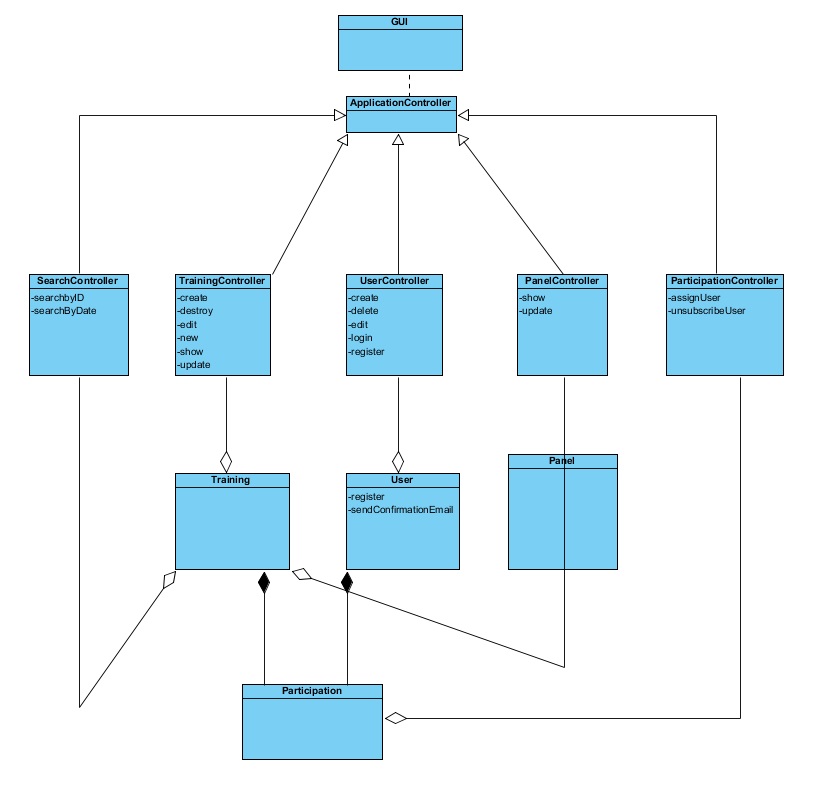 GUI
ApplicationController
SearchController
-searchbyID
-searchByDate
TrainingController
-create
-destroy
-edit
-new
-show
-update
UserController
-create
-delete
-edit
-login
-register
PanelController
-show
-update
ParticipationController
-assignUser
-unsubscribeUser
Training
User
-register
-sendConfirmationEmail
Panel
Participation